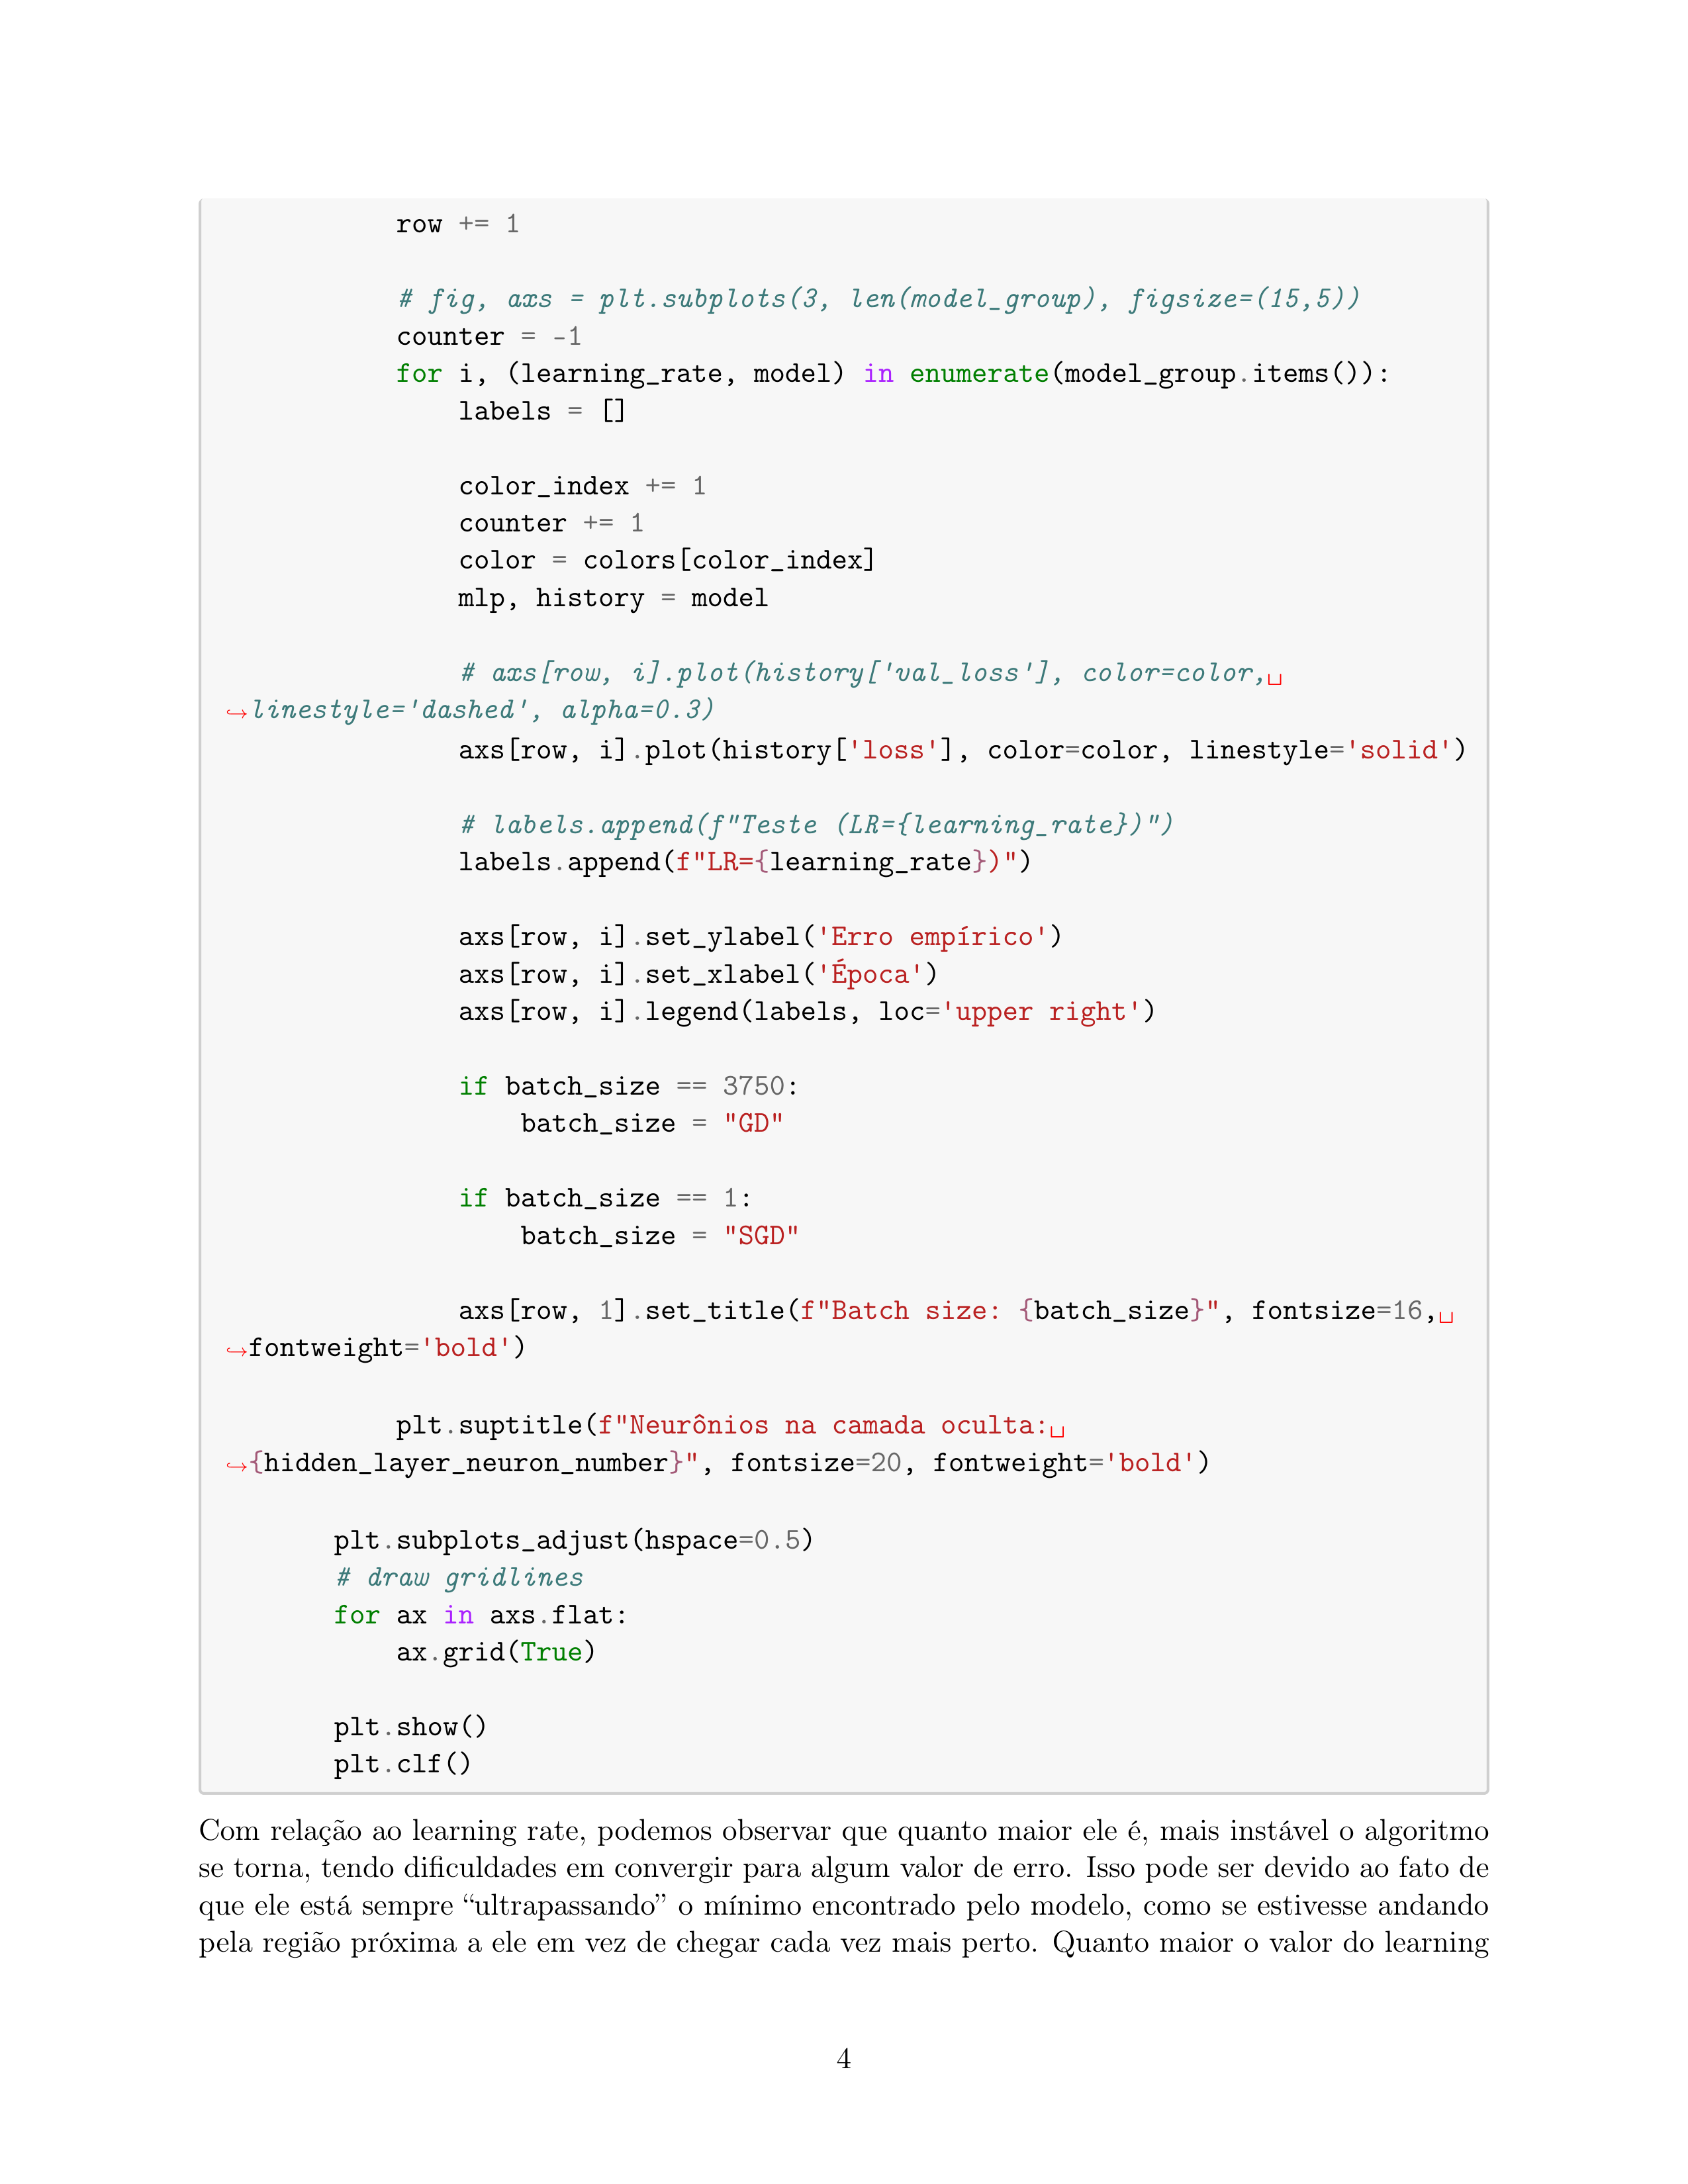 row += 1
# fig, axs = plt.subplots(3, len(model_group), figsize=(15,5))
counter = -1
for i, (learning_rate, model) in enumerate(model_group.items()):
labels = []
color_index += 1
counter += 1
color = colors[color_index]
mlp, history = model
# axs[row, i].plot(history['val_loss'], color=color,␣
↪linestyle='dashed', alpha=0.3)
axs[row, i].plot(history['loss'], color=color, linestyle='solid')
# labels.append(f"Teste (LR={learning_rate})")
labels.append(f"LR={learning_rate})")
axs[row, i].set_ylabel('Erro empírico')
axs[row, i].set_xlabel('Época')
axs[row, i].legend(labels, loc='upper right')
if batch_size == 3750:
batch_size = "GD"
if batch_size == 1:
batch_size = "SGD"
axs[row, 1].set_title(f"Batch size: {batch_size}", fontsize=16,␣
↪fontweight='bold')
plt.suptitle(f"Neurônios na camada oculta:␣
↪{hidden_layer_neuron_number}", fontsize=20, fontweight='bold')
plt.subplots_adjust(hspace=0.5)
# draw gridlines
for ax in axs.flat:
ax.grid(True)
plt.show()
plt.clf()
Com relação ao learning rate, podemos observar que quanto maior ele é, mais instável o algoritmo
se torna, tendo dificuldades em convergir para algum valor de erro. Isso pode ser devido ao fato de
que ele está sempre “ultrapassando” o mínimo encontrado pelo modelo, como se estivesse andando
pela região próxima a ele em vez de chegar cada vez mais perto. Quanto maior o valor do learning
4